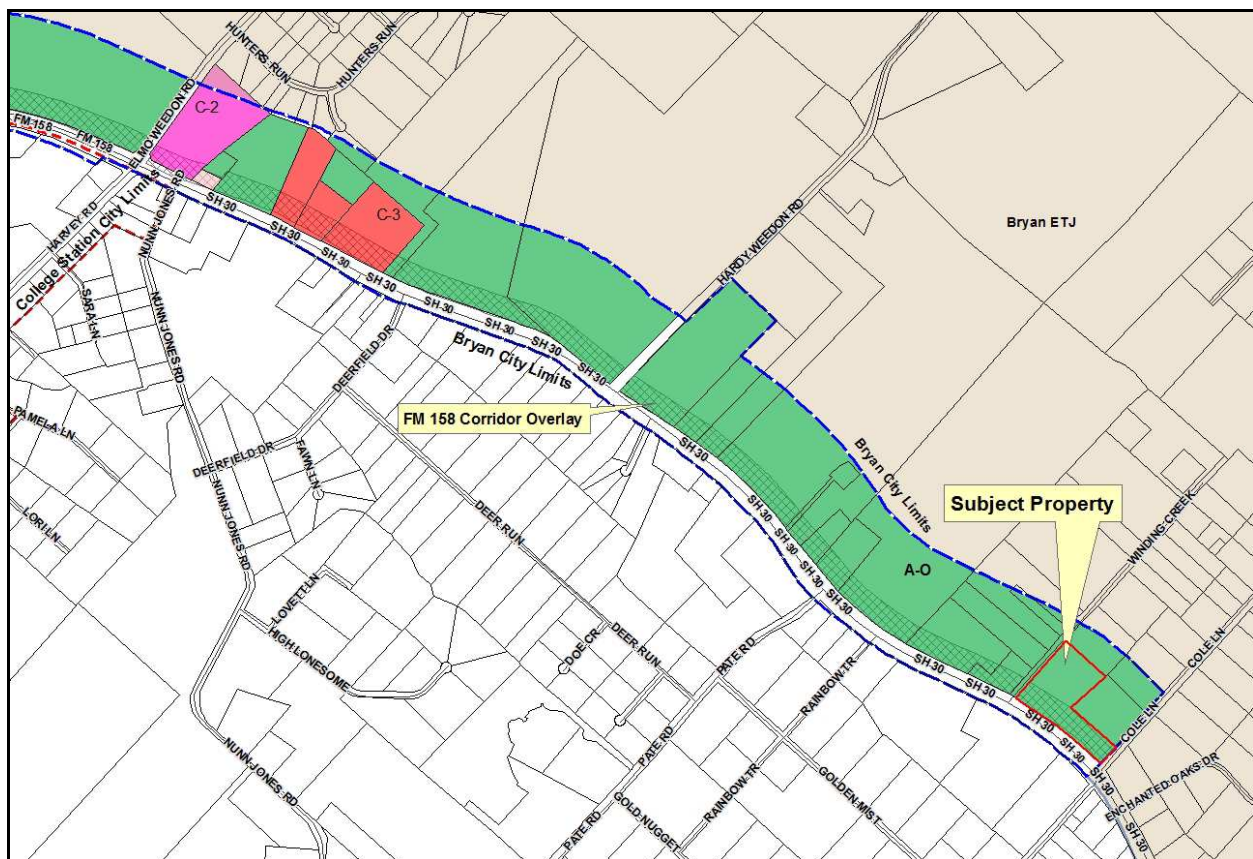 HUNTERS RUN
HUNTERS RUN
ELMO WEEDON RD
C-2
FM 158
FM 158
HARDY WEEDON RD
Bryan ETJ
C-3
HARVEY RD
College Station City Limits
NUNN JONES RD
SH 30
SH 30
SH 30
SH 30
SH 30
SH 30
SH 30
SH 30
SARA LN
NUNN JONES RD
DEERFIELD DR
Bryan City Limits
FM 158 Corridor Overlay
PAMELA LN
DEERFIELD DR
FAWN LN
SH 30
Bryan City Limits
Subject Property
LORI LN
NUNN JONES RD
DEER RUN
SH 30
SH 30
SH 30
SH 30
WINDING CREEK
A-O
LOVETT LN
HIGH LONESOME
DOE CR
DEER RUN
PATE RD
RAINBOW TR
SH 30
SH 30
COLE LN
SH 30
SH 30
COLE LN
PATE RD
NUNN JONES RD
RAINBOW TR
GOLDEN MIST
GOLD NUGGET
PATE RD
SH 30
ENCHANTED OAKS DR
SH 30